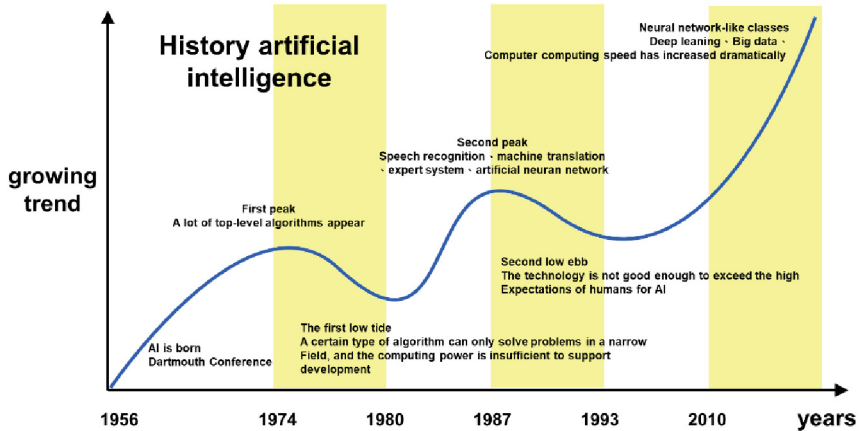 History artificial
intelligence
Neural network-like classes
Deep leaning、Big data、
Computer computing speed has increased dramatically
Second peak
Speech recognition、machine translation
、expert system、artificial neuran network
growing
trend
First peak
A lot of top-level algorithms appear
Second low ebb
The technology is not good enough to exceed the high
Expectations of humans for AI
The first low tide
A certain type of algorithm can only solve problems in a narrow
Field, and the computing power is insufficient to support
development
AI is born
Dartmouth Conference
1956 1974 1980 1987 1993 2010 years